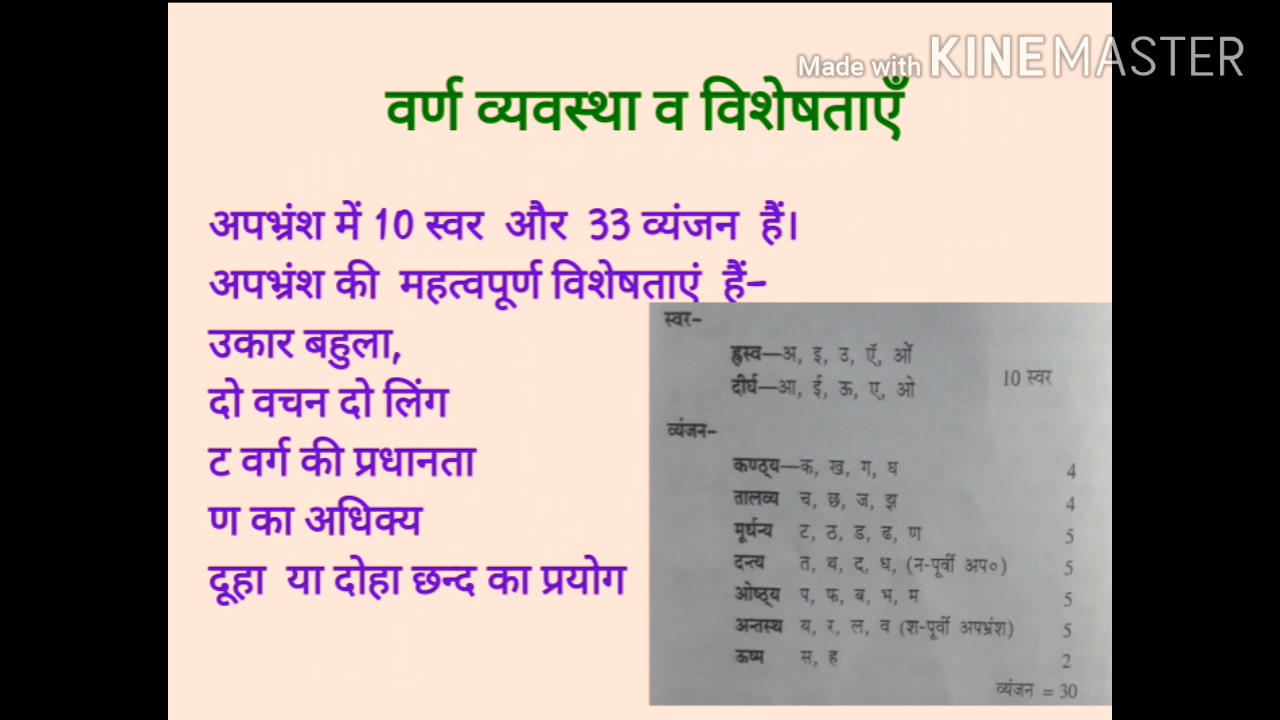 Made with KINEMASTER
वर्ण व्यवस्था व विशेषताएँ
अपभ्रंश में 10 स्वर और 33 व्यंजन हैं।
अपभ्रंश की महत्वपूर्ण विशेषताएं हैं-
उकार बहुला,
दो वचन दो लिंग
ट वर्ग की प्रधानता
ण का अधिक्य
दूहा या दोहा छन्द का प्रयोग
स्वर-
ह्रस्व—अ, इ, उ, ऍ, ऑ
10 स्वर
दीर्घ—आ, ई, ऊ, ए, ओ
व्यंजन-
कण्ठ्य—क, ख, ग, घ 4
तालव्य च, छ, ज, झ 4
मूर्धन्य ट, ठ, ड, ढ, ण 5
दन्त्य त, थ, द, ध, (न-पूर्वी अप०) 5
ओष्ठ्य प, फ, ब, भ, म 5
अन्तस्थ य, र, ल, व (श-पूर्वी अपभ्रंश) 5
ऊष्म स, ह 2
व्यंजन = 30